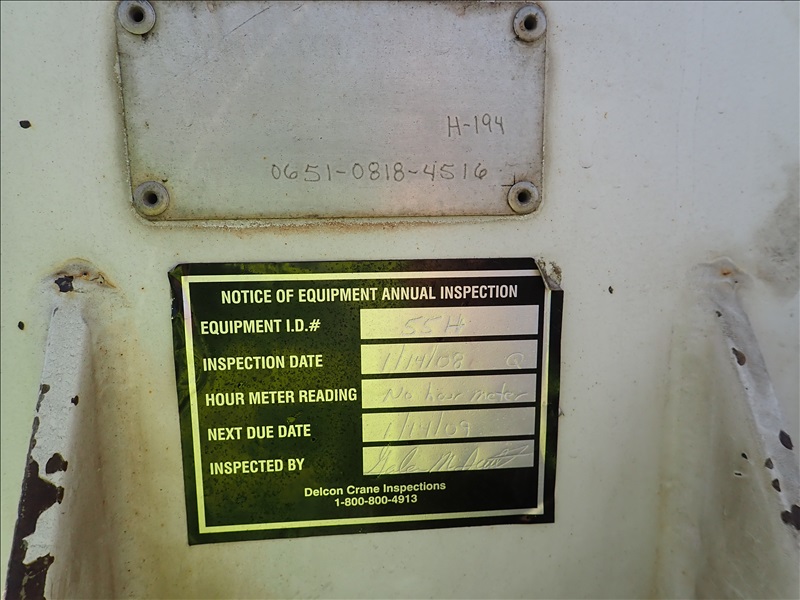 H-194
0651-0818-4516
NOTICE OF EQUIPMENT ANNUAL INSPECTION
EQUIPMENT I.D.# 55H
INSPECTION DATE 1/14/08 Q
HOUR METER READING No hour meter
NEXT DUE DATE 1/14/09
INSPECTED BY
Delcon Crane Inspections
1-800-800-4913